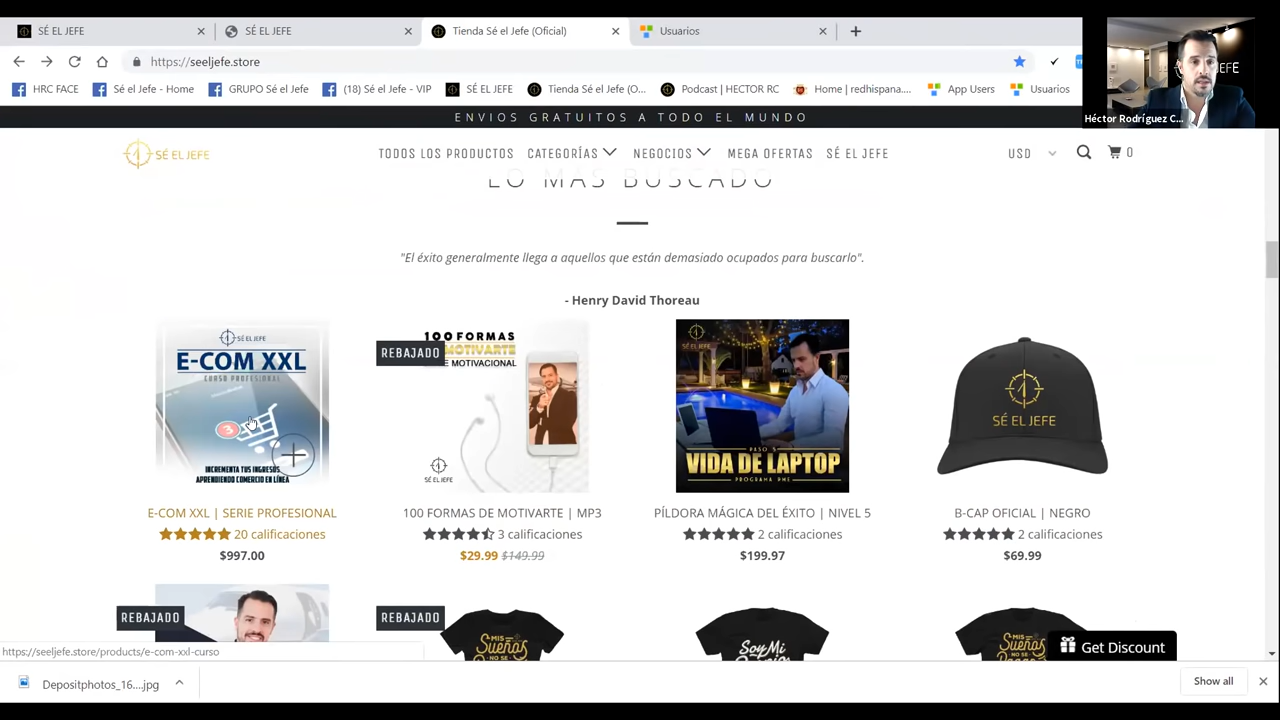 SÉ EL JEFE
SÉ EL JEFE
Tienda Sé el Jefe (Oficial)
Usuarios
https://seeljefe.store
HRC FACE
Sé el Jefe - Home
GRUPO Sé el Jefe
(18) Sé el Jefe - VIP
SÉ EL JEFE
Tienda Sé el Jefe (O...
Podcast | HECTOR RC
Home | redhispana....
App Users
Usuarios
JEFE
Héctor Rodríguez C...
ENVIOS GRATUITOS A TODO EL MUNDO
SÉ EL JEFE
TODOS LOS PRODUCTOS
CATEGORÍAS
NEGOCIOS
MEGA OFERTAS
SÉ EL JEFE
USD
0
LO MÁS BUSCADO
"El éxito generalmente llega a aquellos que están demasiado ocupados para buscarlo".
- Henry David Thoreau
SÉ EL JEFE
E-COM XXL
CURSO PROFESIONAL
3
INCREMENTA TUS INGRESOS
APRENDIENDO COMERCIO EN LÍNEA
E-COM XXL | SERIE PROFESIONAL
20 calificaciones
$997.00
REBAJADO
100 FORMAS
MOTIVARTE
E MOTIVACIONAL
SÉ EL JEFE
100 FORMAS DE MOTIVARTE | MP3
3 calificaciones
$29.99 $149.99
SÉ EL JEFE
PASO 5
VIDA DE LAPTOP
PROGRAMA PME
PÍLDORA MÁGICA DEL ÉXITO | NIVEL 5
2 calificaciones
$199.97
SÉ EL JEFE
B-CAP OFICIAL | NEGRO
2 calificaciones
$69.99
REBAJADO
REBAJADO
MIS
Sueños
NO SE
Soy Mi
MIS
Sueños
NO SE
Get Discount
https://seeljefe.store/products/e-com-xxl-curso
Depositphotos_16....jpg
Show all